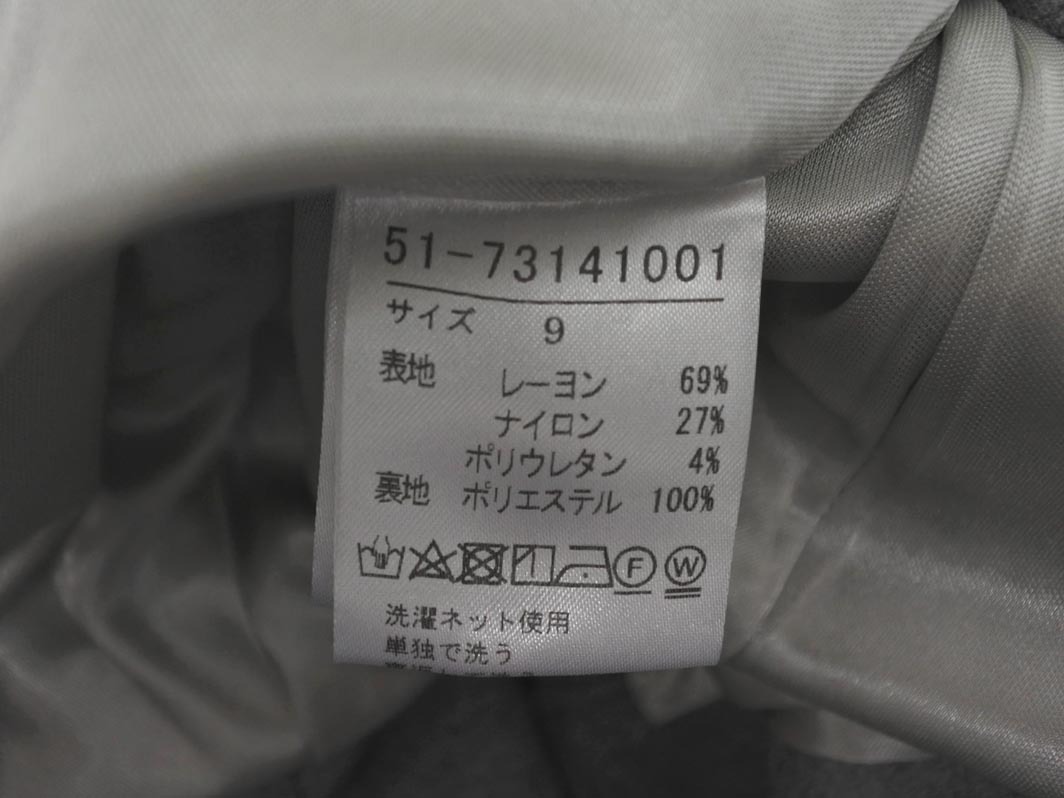 51-73141001
サイズ 9
表地 レーヨン 69%
ナイロン 27%
ポリウレタン 4%
裏地 ポリエステル 100%
F W
洗濯ネット使用
単独で洗う